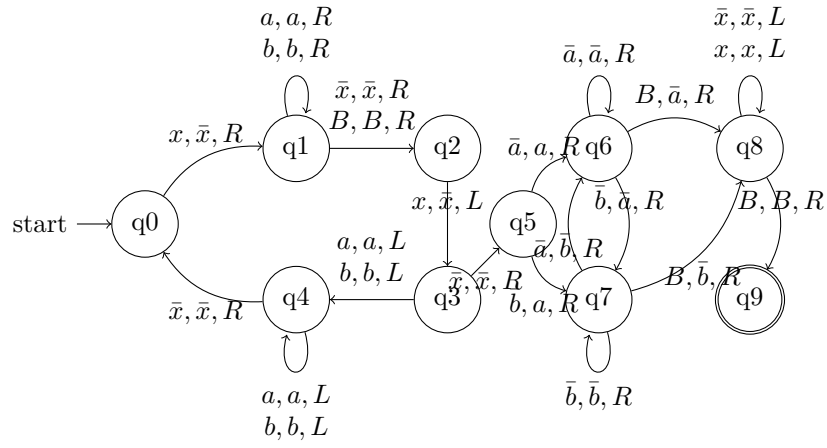 a, a, R
b, b, R
x̄, x̄, R
B, B, R
x, x̄, R
q1
q2
x, x̄, L
start
q0
a, a, L
b, b, L
q4
q3
x̄, x̄, R
a, a, L
b, b, L
x̄, x̄, R
q5
ā, a, R
b̄, a, R
ā, ā, R
q6
b̄, ā, R
ā, b̄, R
q7
b̄, b̄, R
B, ā, R
B, b̄, R
x̄, x̄, L
x, x, L
q8
B, B, R
q9